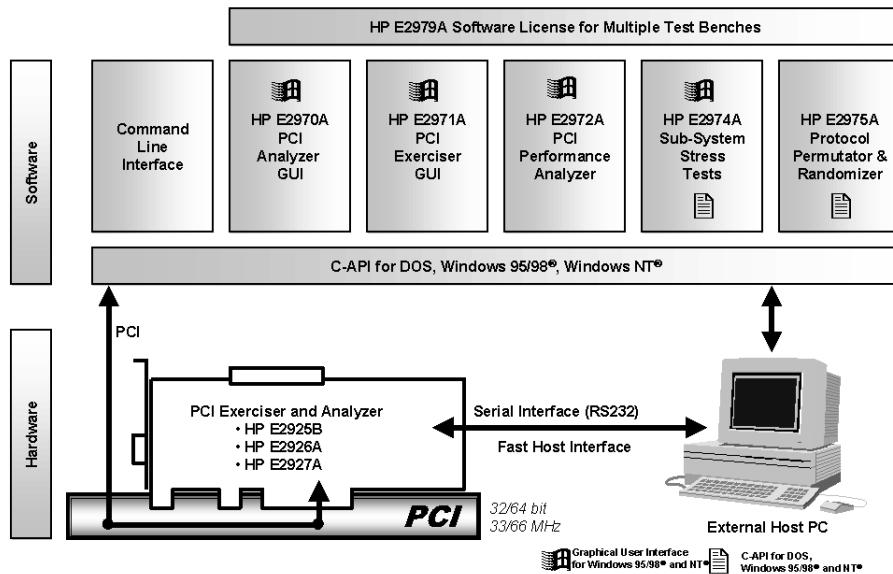 HP E2979A Software License for Multiple Test Benches
Software
Command
Line
Interface
HP E2970A
PCI
Analyzer
GUI
HP E2971A
PCI
Exerciser
GUI
HP E2972A
PCI
Performance
Analyzer
HP E2974A
Sub-System
Stress
Tests
HP E2975A
Protocol
Permutator &
Randomizer
C-API for DOS, Windows 95/98®, Windows NT®
Hardware
PCI
PCI Exerciser and Analyzer
• HP E2925B
• HP E2926A
• HP E2927A
Serial Interface (RS232)
Fast Host Interface
PCI
32/64 bit
33/66 MHz
External Host PC
Graphical User Interface
for Windows 95/98® and NT®
C-API for DOS,
Windows 95/98® and NT®